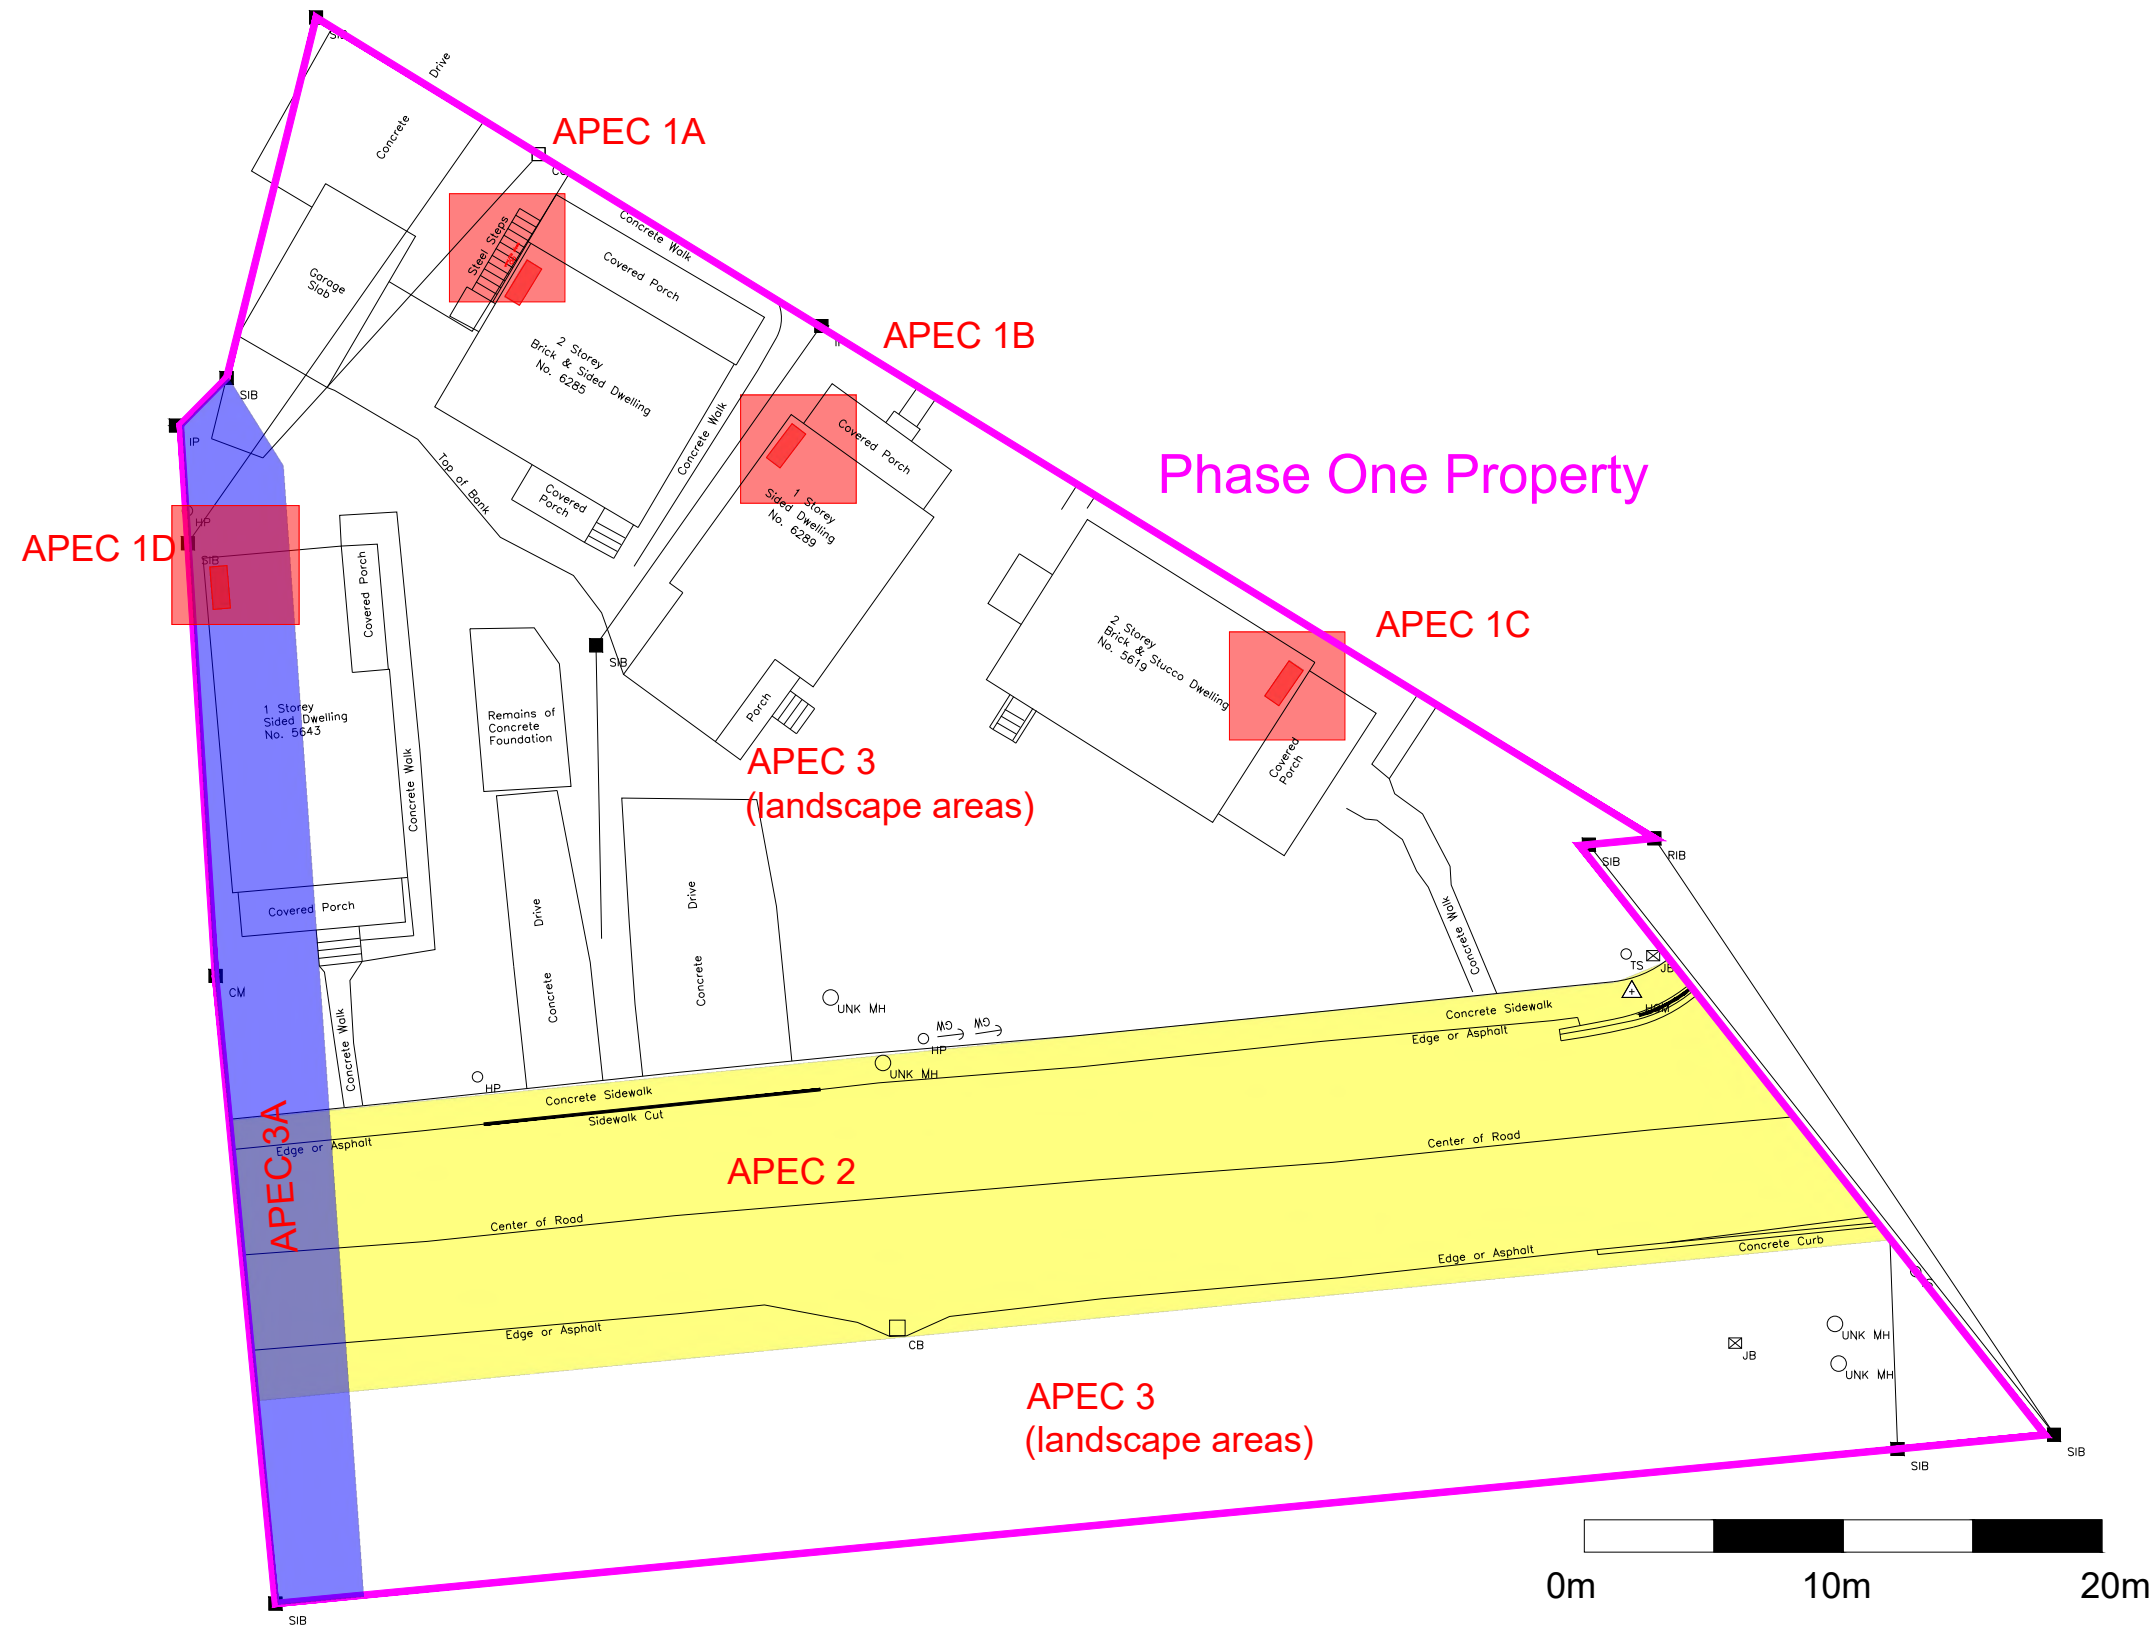 SIB
Drive
Concrete
APEC 1A
Concrete Walk
Steel Steps
Covered Porch
Garage
Slab
2 Storey
Brick & Sided Dwelling
No. 6285
APEC 1B
SIB
IP
Top of Bank
Concrete Walk
Covered Porch
Covered
Porch
1 Storey
Sided Dwelling
No. 6289
Phase One Property
HP
APEC 1D
SIB
Covered Porch
2 Storey
Brick & Stucco Dwelling
No. 5619
APEC 1C
SIB
Porch
1 Storey
Sided Dwelling
No. 5643
Remains of
Concrete
Foundation
Concrete Walk
APEC 3
(landscape areas)
Covered
Porch
SIB
RIB
Covered Porch
Drive
Concrete
Drive
Concrete
Concrete Walk
CM
Concrete Walk
UNK MH
TS
JB
GW
GW
HP
UNK MH
HP
Concrete Sidewalk
Edge or Asphalt
Concrete Sidewalk
Sidewalk Cut
Edge or Asphalt
APEC 3A
APEC 2
Center of Road
Center of Road
Edge or Asphalt
Concrete Curb
Edge or Asphalt
CB
UNK MH
JB
UNK MH
APEC 3
(landscape areas)
SIB
SIB
SIB
0m
10m
20m